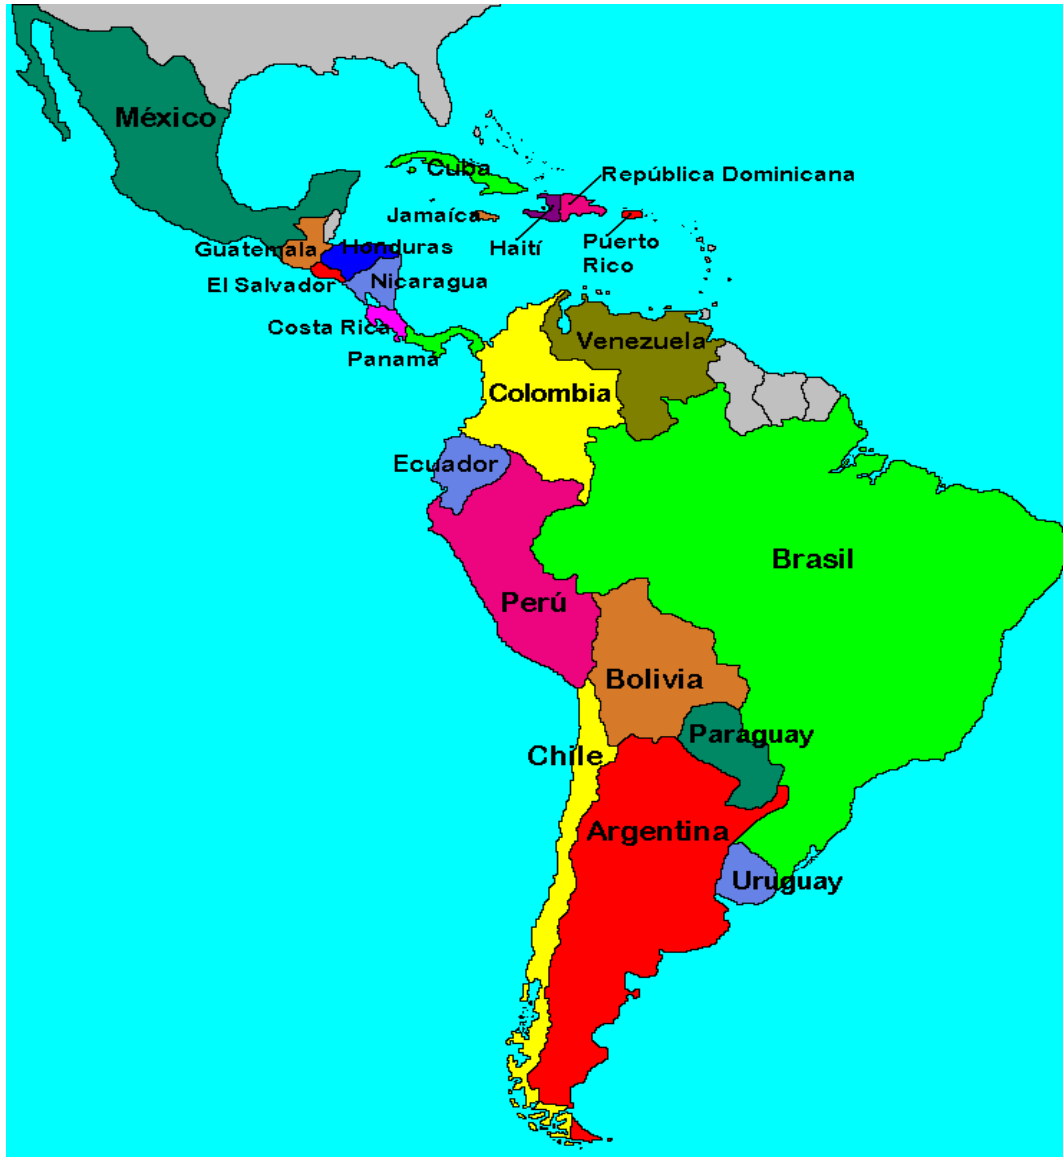 México
Cuba
República Dominicana
Jamaíca
Haití
Puerto
Rico
Guatemala
Honduras
El Salvador
Nicaragua
Costa Rica
Panamá
Venezuela
Colombia
Ecuador
Brasil
Perú
Bolivia
Paraguay
Chile
Argentina
Uruguay